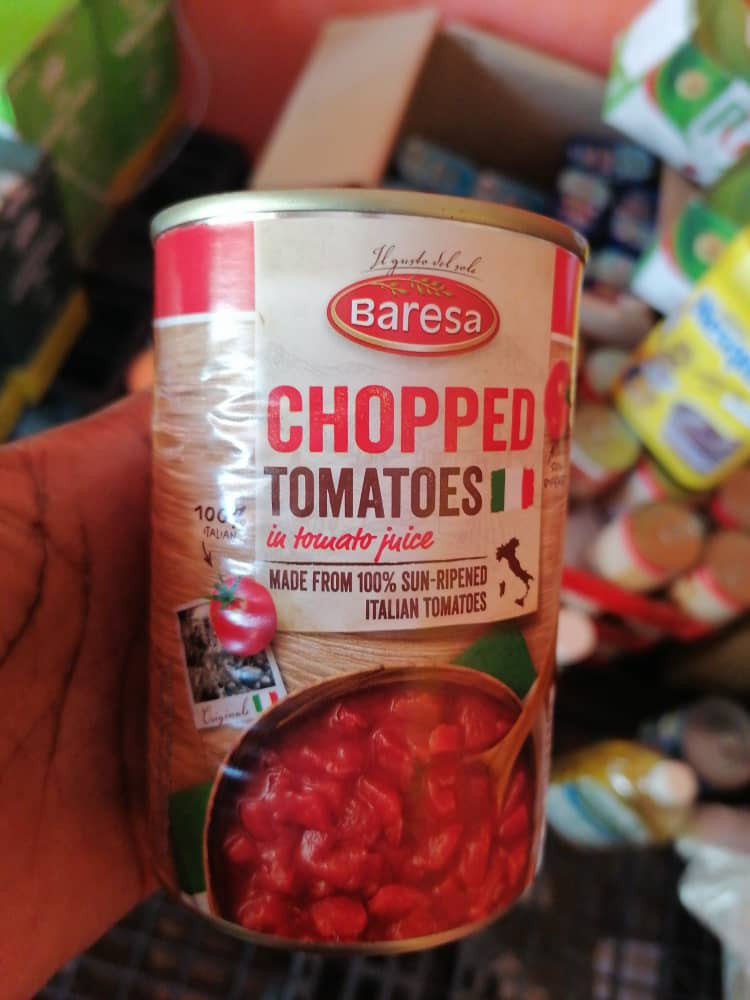 Il gusto del sole
Baresa
CHOPPED
TOMATOES
in tomato juice
MADE FROM 100% SUN-RIPENED
ITALIAN TOMATOES
100%
ITALIAN
Originale